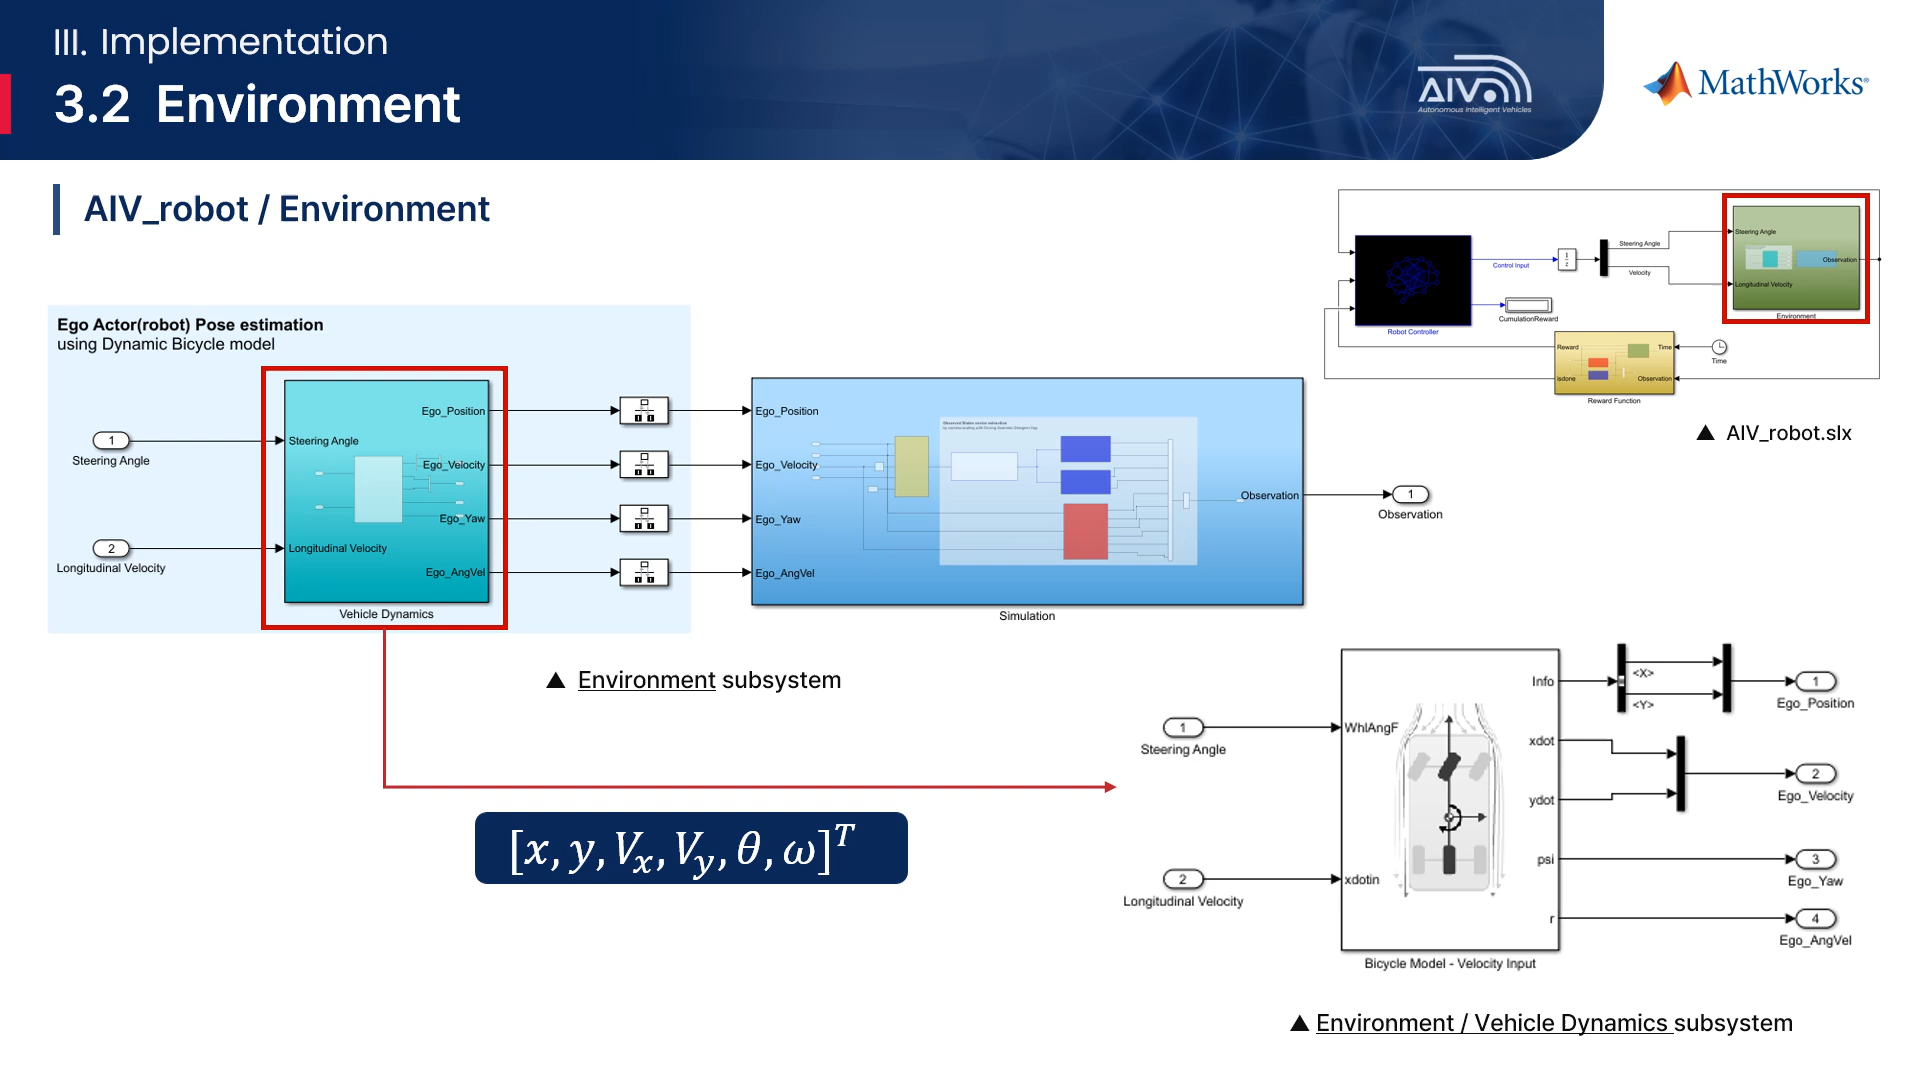 III. Implementation
3.2 Environment
AIV
Autonomous Intelligent Vehicles
MathWorks®
AIV_robot / Environment
Steering Angle
Longitudinal Velocity
Observation
Environment
Control Input
CumulationReward
Robot Controller
1
z
Steering Angle
Velocity
Reward
isdone
Time
Observation
Reward Function
Time
▲ AIV_robot.slx
Ego Actor(robot) Pose estimation
using Dynamic Bicycle model
1
Steering Angle
2
Longitudinal Velocity
Steering Angle
Longitudinal Velocity
Ego_Position
Ego_Velocity
Ego_Yaw
Ego_AngVel
Vehicle Dynamics
Ego_Position
Ego_Velocity
Ego_Yaw
Ego_AngVel
Observation
Simulation
1
Observation
▲ Environment subsystem
[x, y, Vx, Vy, θ, ω]T
1
Steering Angle
2
Longitudinal Velocity
WhlAngF
xdotin
Info
xdot
ydot
psi
r
Bicycle Model - Velocity Input
<X>
<Y>
1
Ego_Position
2
Ego_Velocity
3
Ego_Yaw
4
Ego_AngVel
▲ Environment / Vehicle Dynamics subsystem